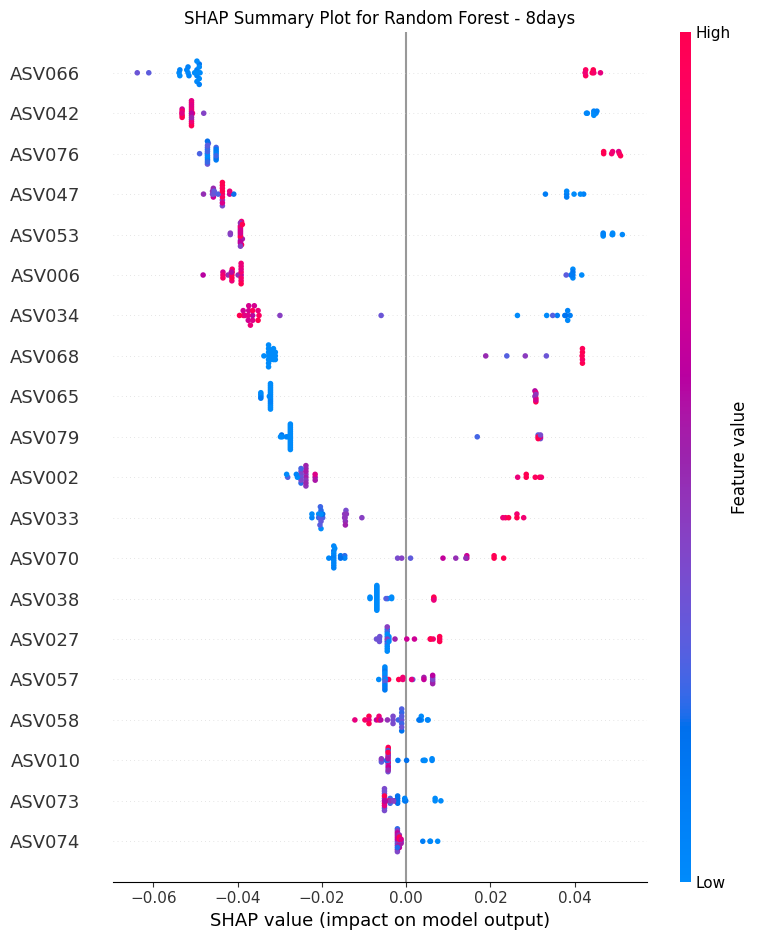 SHAP Summary Plot for Random Forest - 8days
High
ASV066
ASV042
ASV076
ASV047
ASV053
ASV006
ASV034
ASV068
ASV065
ASV079
ASV002
ASV033
ASV070
ASV038
ASV027
ASV057
ASV058
ASV010
ASV073
ASV074
Feature value
Low
−0.06 −0.04 −0.02 0.00 0.02 0.04
SHAP value (impact on model output)